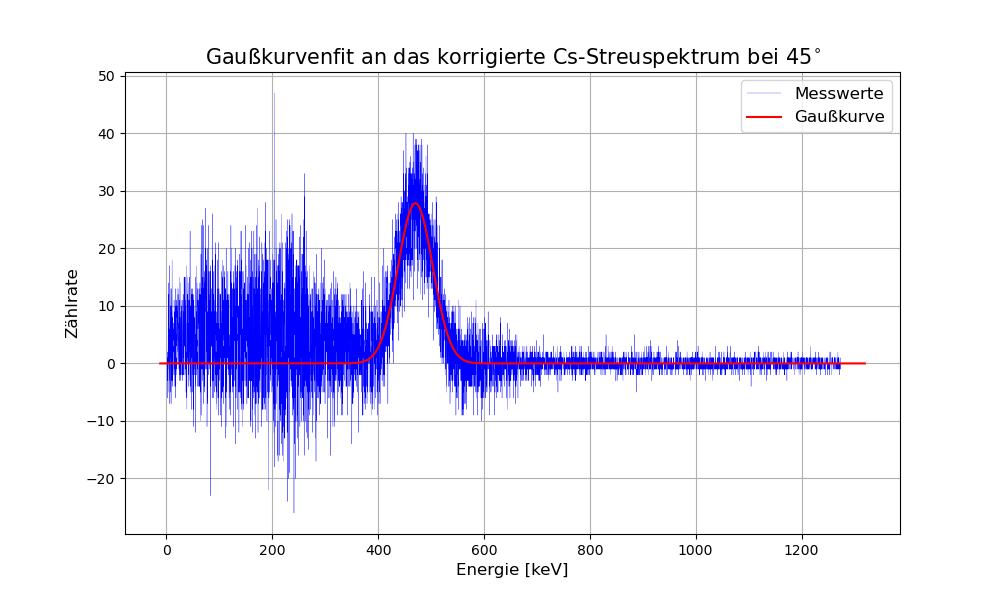 Gaußkurvenfit an das korrigierte Cs-Streuspektrum bei 45°
Messwerte
Gaußkurve
Zählrate
50
40
30
20
10
0
−10
−20
0 200 400 600 800 1000 1200
Energie [keV]